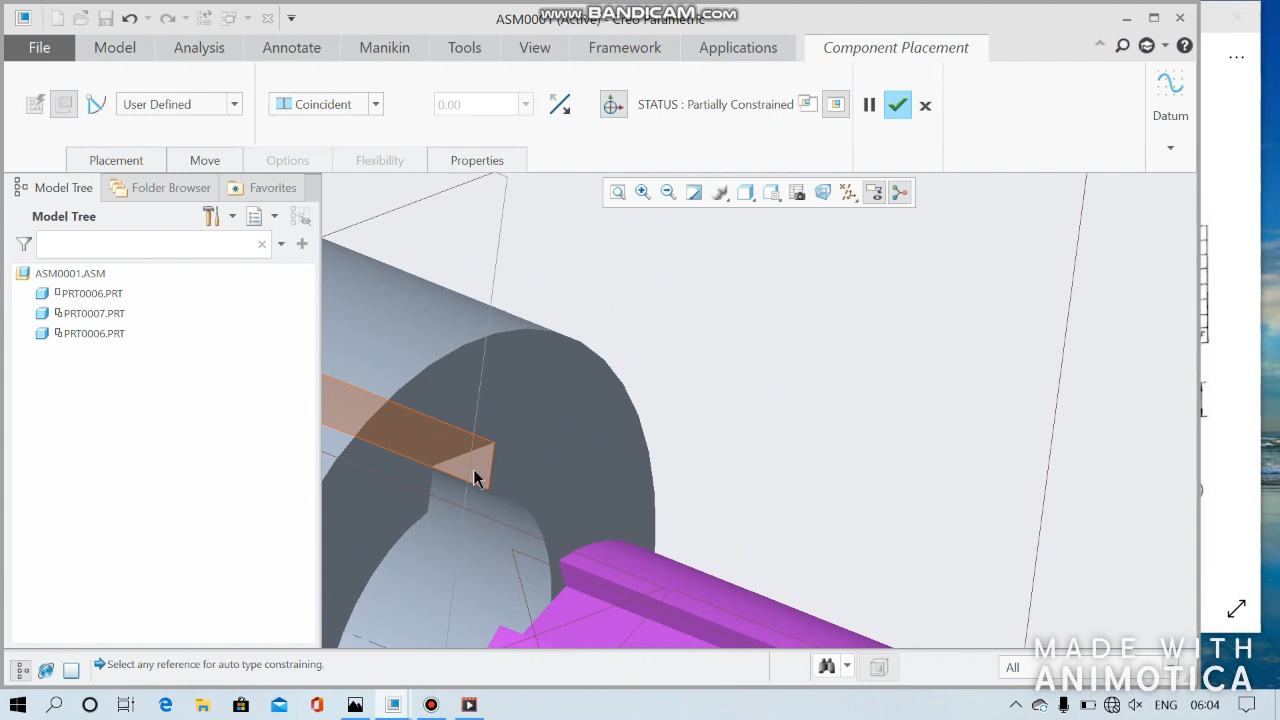 ASM0001 (Active) - Creo Parametric
www.BANDICAM.com
File Model Analysis Annotate Manikin Tools View Framework Applications Component Placement
User Defined Coincident 0.00 STATUS : Partially Constrained Datum
Placement Move Options Flexibility Properties
Model Tree Folder Browser Favorites
Model Tree
ASM0001.ASM
PRT0006.PRT
PRT0007.PRT
PRT0006.PRT
Select any reference for auto type constraining.
All
MADE WITH
ANIMOTICA
ENG 06:04